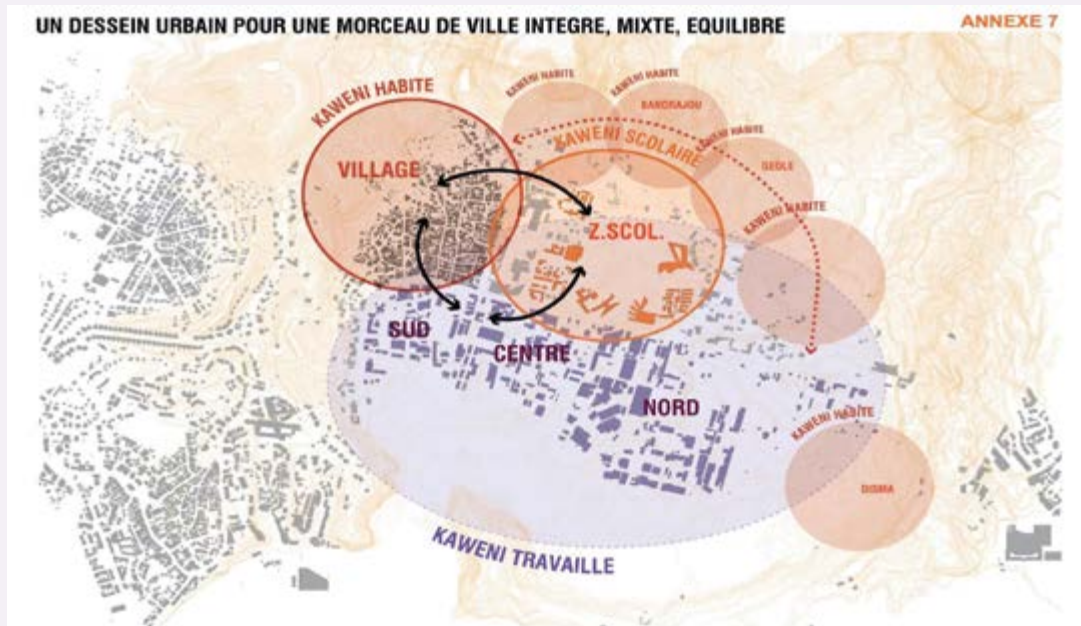 UN DESSEIN URBAIN POUR UNE MORCEAU DE VILLE INTEGRE, MIXTE, EQUILIBRE
ANNEXE 7
KAWENI HABITE
KAWENI HABITE
KAWENI HABITE
BANDRAJOU
KAWENI HABITE
GEOLE
KAWENI HABITE
KAWENI SCOLAIRE
VILLAGE
Z.SCOL.
SUD
CENTRE
NORD
KAWENI HABITE
DISMA
KAWENI TRAVAILLE